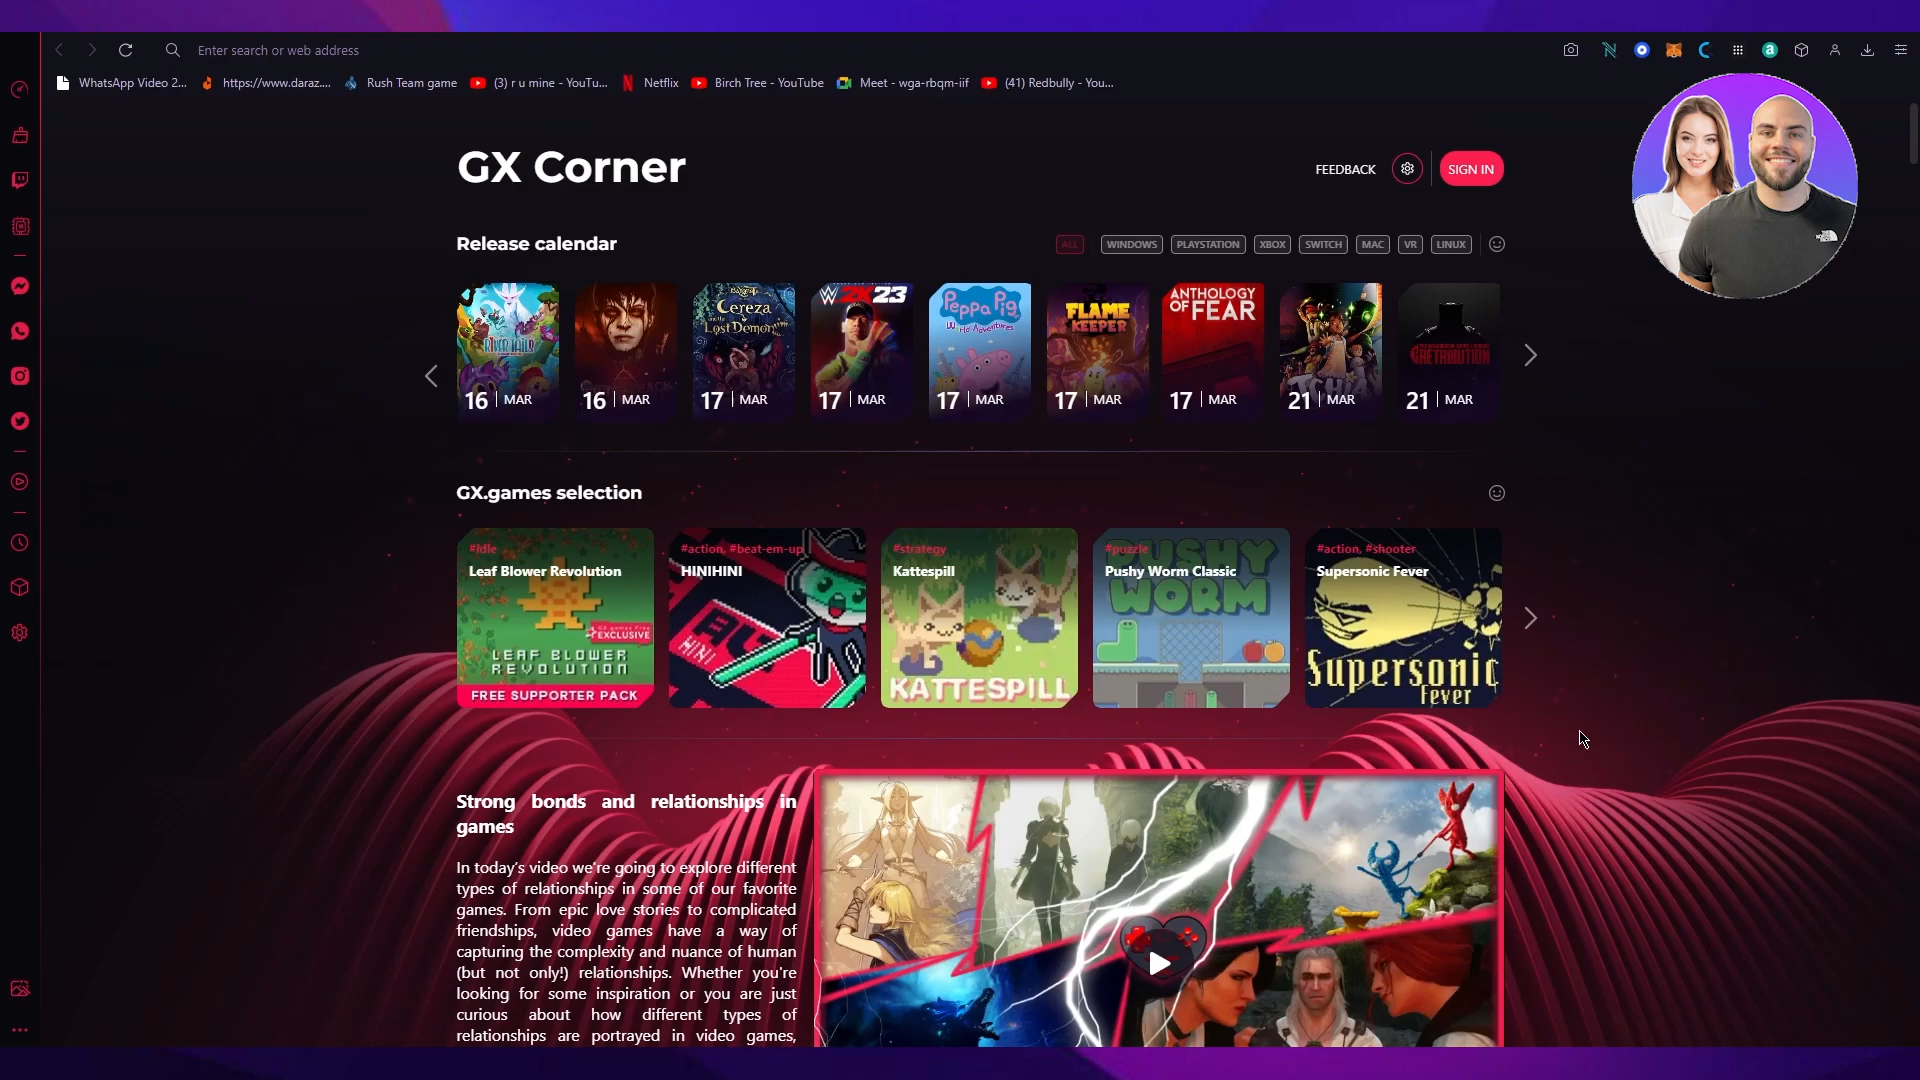 Enter search or web address
WhatsApp Video 2... https://www.daraz.... Rush Team game (3) r u mine - YouTu... Netflix Birch Tree - YouTube Meet - wga-rbqm-iif (41) Redbully - You...
GX Corner
FEEDBACK SIGN IN
Release calendar
ALL WINDOWS PLAYSTATION XBOX SWITCH MAC VR LINUX
RIVER TAILS
Cereza and the Lost Demon
W 2K23
Peppa Pig
FLAME KEEPER
ANTHOLOGY OF FEAR
TCHIA
RETRIBUTION
16 MAR 16 MAR 17 MAR 17 MAR 17 MAR 17 MAR 17 MAR 21 MAR 21 MAR
GX.games selection
#idle
Leaf Blower Revolution
GX.games Free
EXCLUSIVE
LEAF BLOWER
REVOLUTION
FREE SUPPORTER PACK
#action, #beat-em-up
HINIHINI
#strategy
Kattespill
KATTESPILL
#puzzle
Pushy Worm Classic
PUSHY
WORM
#action, #shooter
Supersonic Fever
Supersonic
Fever
Strong bonds and relationships in
games
In today's video we're going to explore different
types of relationships in some of our favorite
games. From epic love stories to complicated
friendships, video games have a way of
capturing the complexity and nuance of human
(but not only!) relationships. Whether you're
looking for some inspiration or you are just
curious about how different types of
relationships are portrayed in video games,